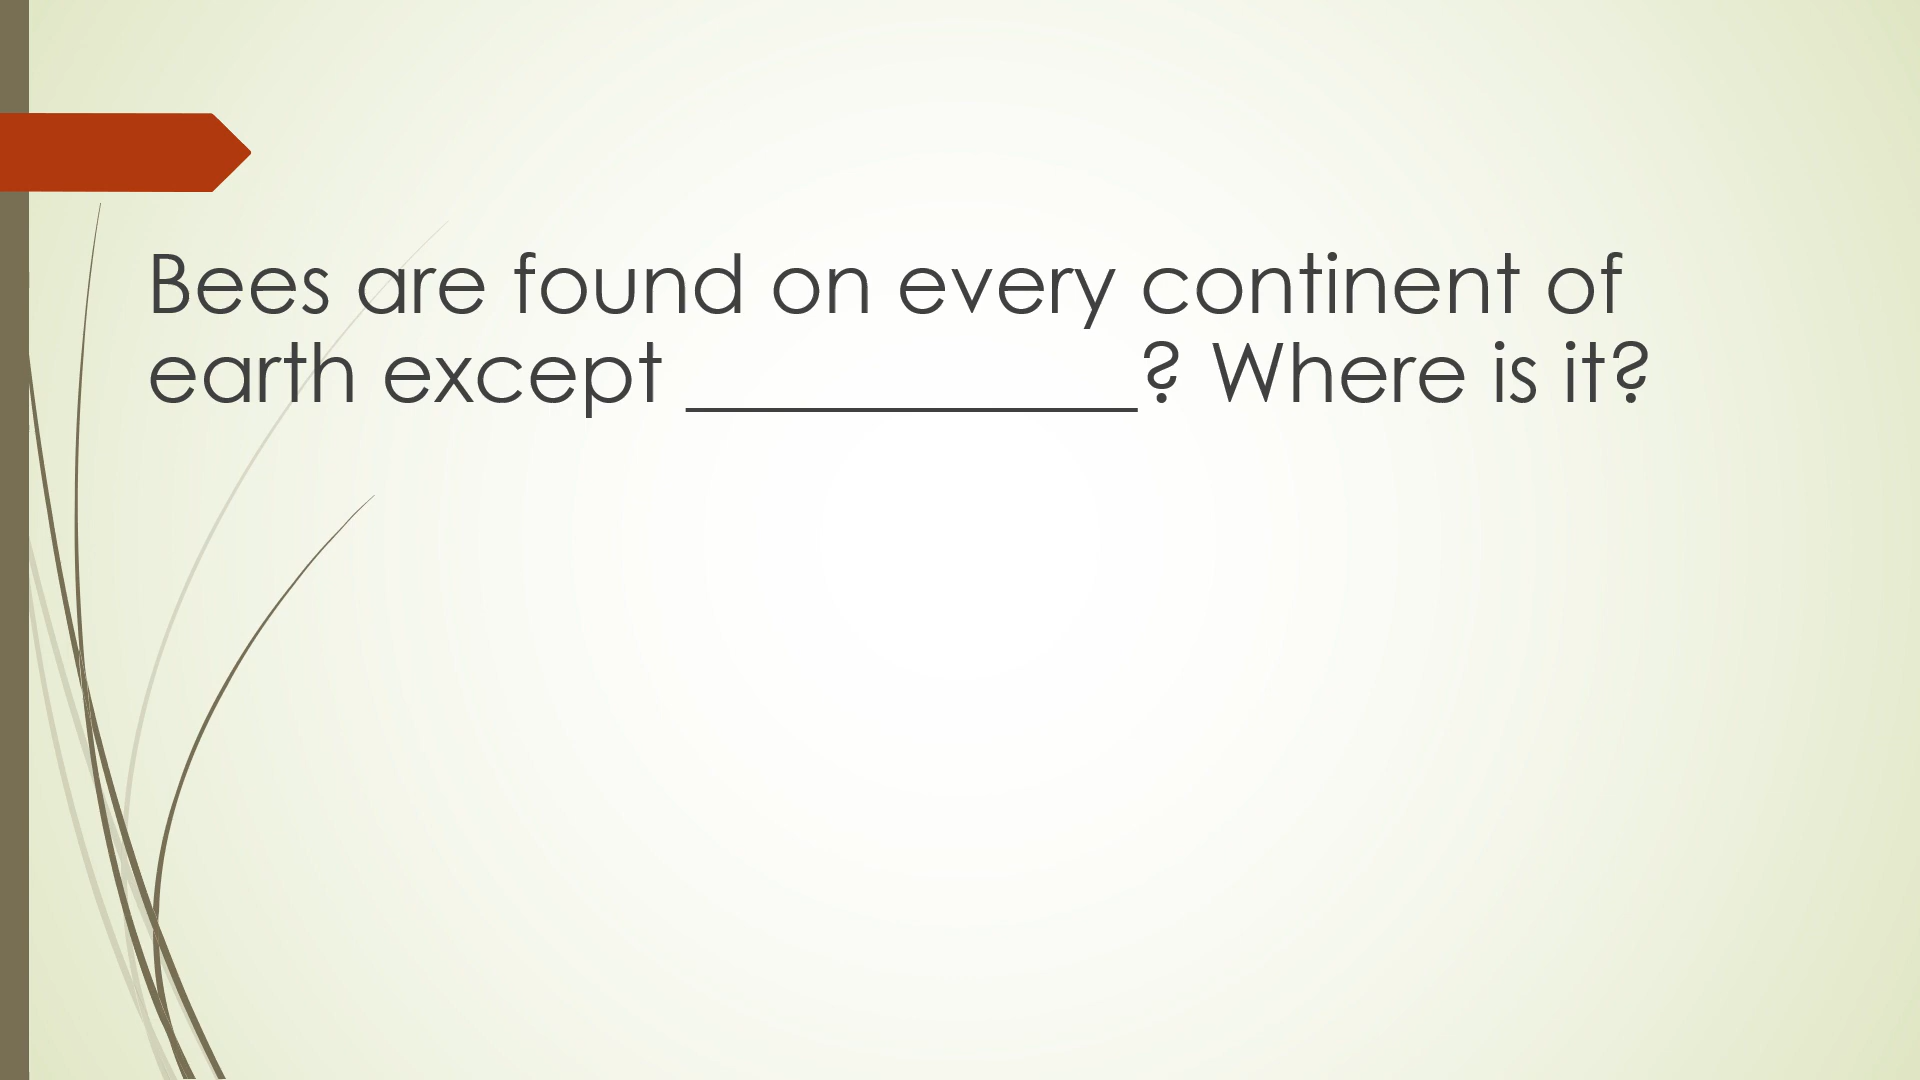 Bees are found on every continent of
earth except ____________? Where is it?